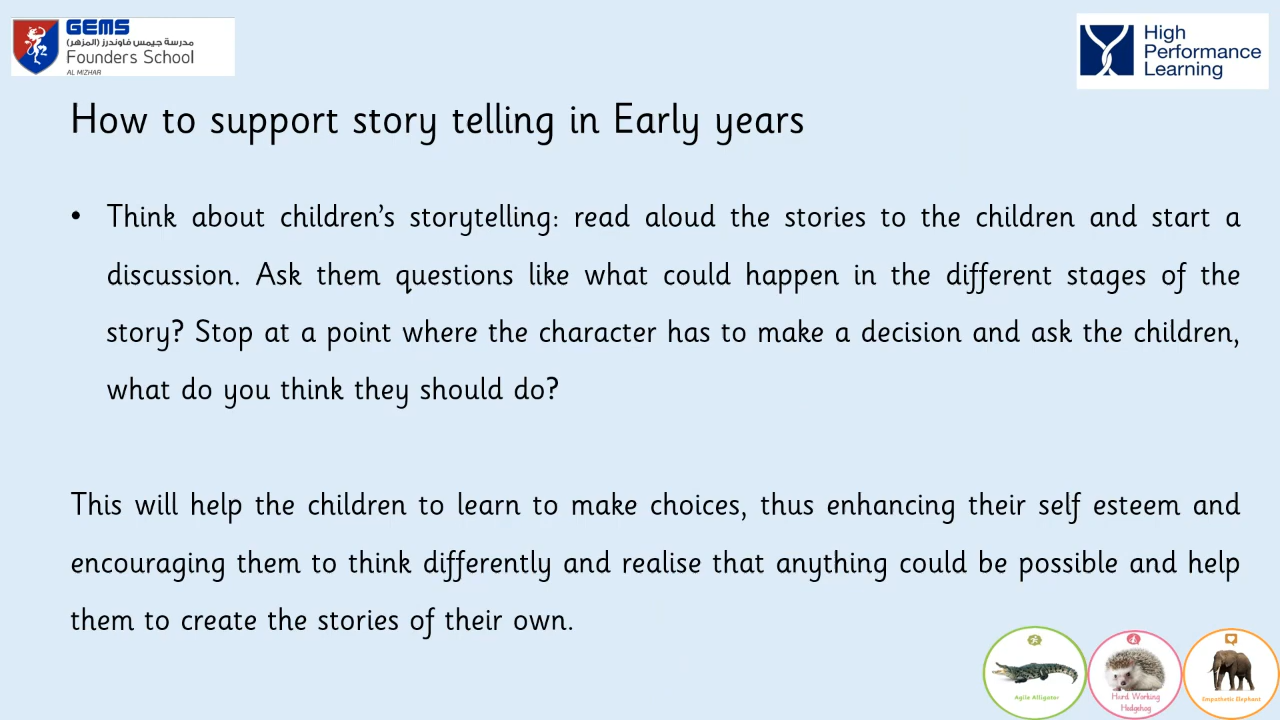 GEMS
مدرسة جيمس فاوندرز (المزهر)
Founders School
AL MIZHAR
High
Performance
Learning
How to support story telling in Early years
• Think about children’s storytelling: read aloud the stories to the children and start a
discussion. Ask them questions like what could happen in the different stages of the
story? Stop at a point where the character has to make a decision and ask the children,
what do you think they should do?
This will help the children to learn to make choices, thus enhancing their self esteem and
encouraging them to think differently and realise that anything could be possible and help
them to create the stories of their own.
Agile Alligator
Hard Working
Hedgehog
Empathetic Elephant